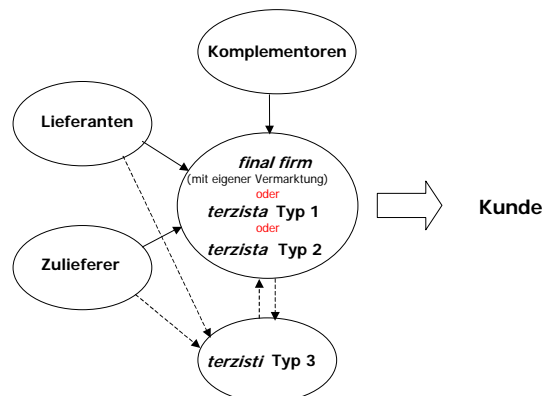 Komplementoren
Lieferanten
final firm
(mit eigener Vermarktung)
oder
terzista Typ 1
oder
terzista Typ 2
Kunde
Zulieferer
terzisti Typ 3